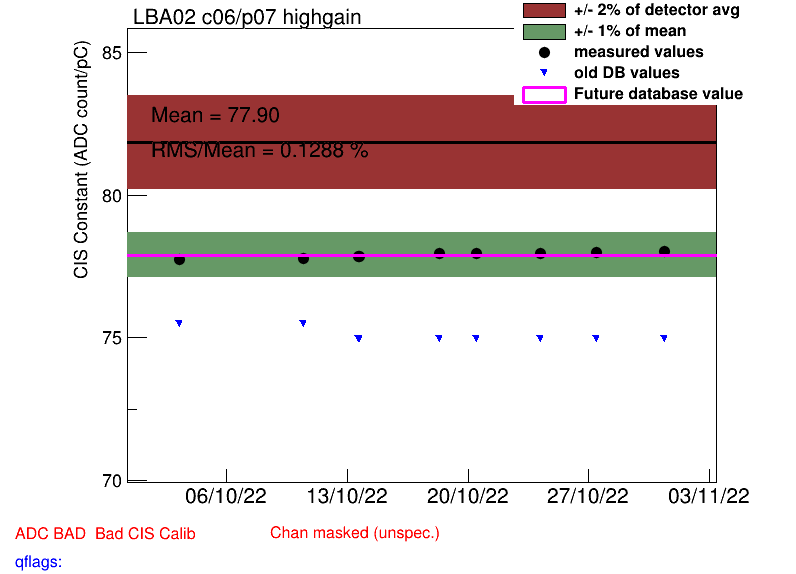 LBA02 c06/p07 highgain
+/- 2% of detector avg
+/- 1% of mean
measured values
old DB values
Future database value
CIS Constant (ADC count/pC)
85
80
75
70
Mean = 77.90
RMS/Mean = 0.1288 %
06/10/22 13/10/22 20/10/22 27/10/22 03/11/22
ADC BAD  Bad CIS Calib Chan masked (unspec.)
qflags: